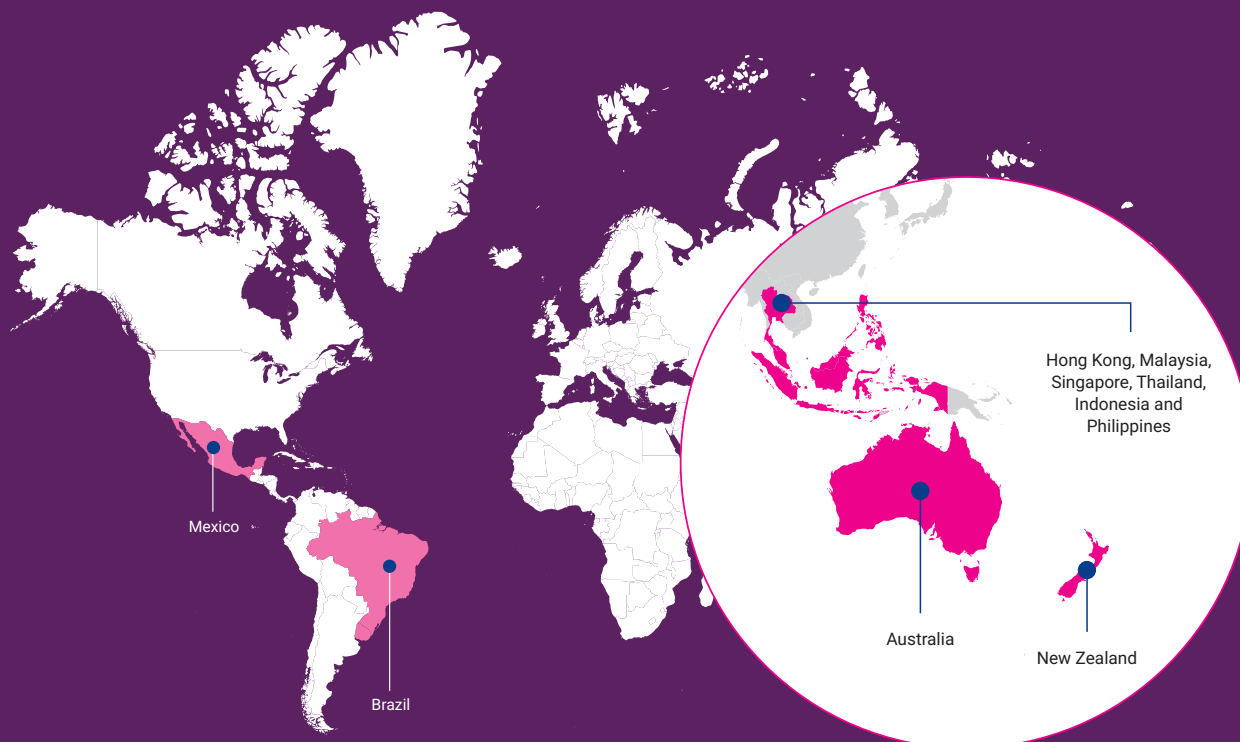 Hong Kong, Malaysia,
Singapore, Thailand,
Indonesia and
Philippines
Mexico
Australia
New Zealand
Brazil